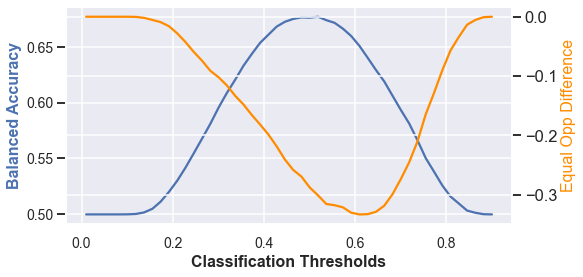 Balanced Accuracy
0.65
0.60
0.55
0.50
0.0
−0.1
−0.2
−0.3
Equal Opp Difference
0.0 0.2 0.4 0.6 0.8
Classification Thresholds